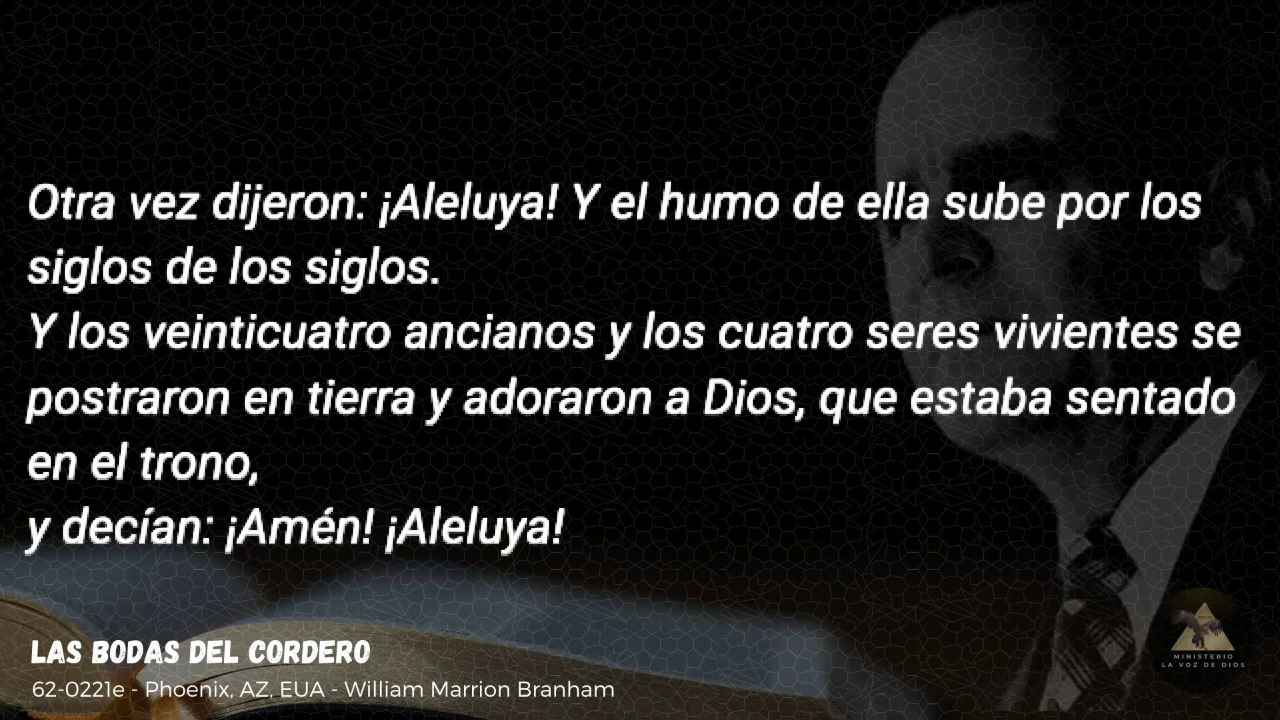 Otra vez dijeron: ¡Aleluya! Y el humo de ella sube por los
siglos de los siglos.
Y los veinticuatro ancianos y los cuatro seres vivientes se
postraron en tierra y adoraron a Dios, que estaba sentado
en el trono,
y decían: ¡Amén! ¡Aleluya!
LAS BODAS DEL CORDERO
62-0221e - Phoenix, AZ, EUA - William Marrion Branham
MINISTERIO
LA VOZ DE DIOS